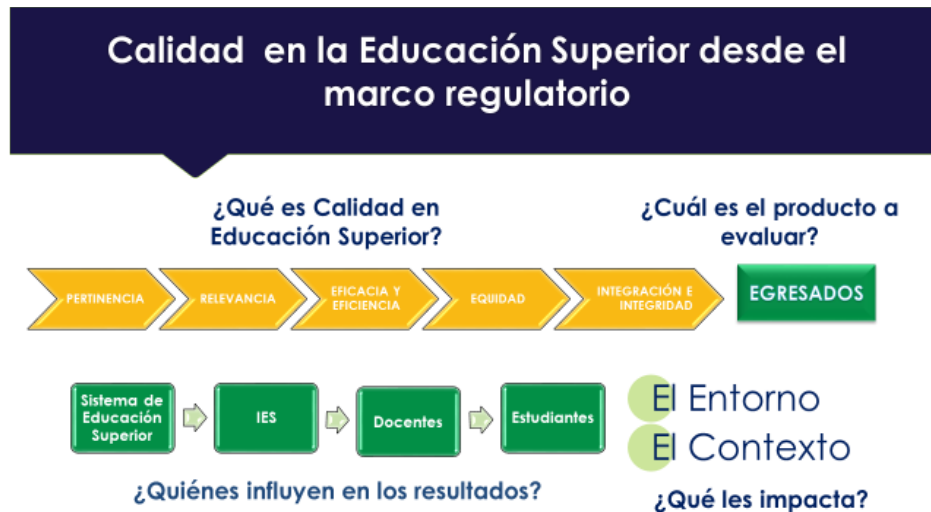 Calidad  en la Educación Superior desde el
marco regulatorio
¿Qué es Calidad en
Educación Superior?
¿Cuál es el producto a
evaluar?
PERTINENCIA
RELEVANCIA
EFICACIA Y
EFICIENCIA
EQUIDAD
INTEGRACIÓN E
INTEGRIDAD
EGRESADOS
Sistema de
Educación
Superior
IES
Docentes
Estudiantes
El Entorno
El Contexto
¿Quiénes influyen en los resultados?
¿Qué les impacta?